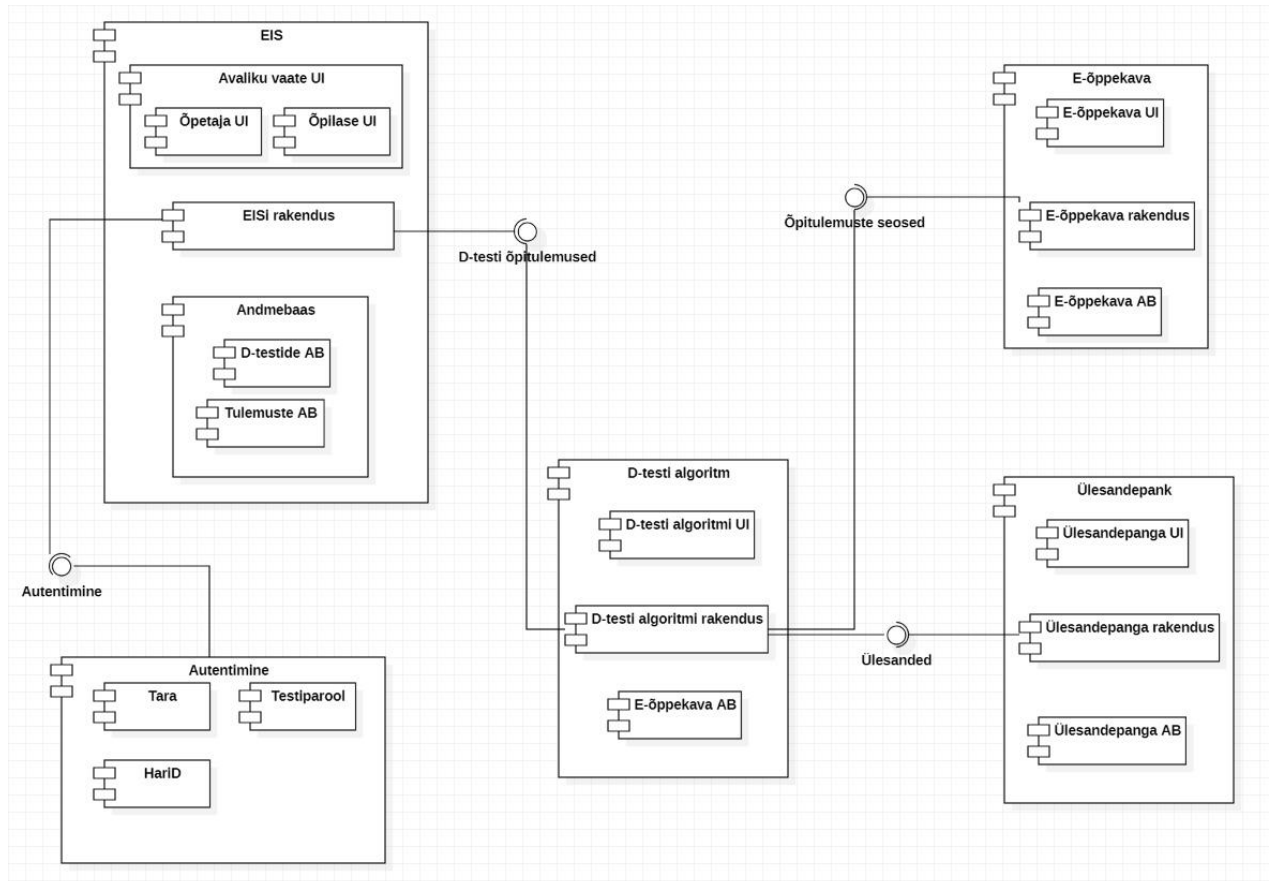 EIS
Avaliku vaate UI
Õpetaja UI
Õpilase UI
EISi rakendus
Andmebaas
D-testide AB
Tulemuste AB
D-testi õpitulemused
Õpitulemuste seosed
E-õppekava
E-õppekava UI
E-õppekava rakendus
E-õppekava AB
Autentimine
Autentimine
Tara
Testiparool
HariD
D-testi algoritm
D-testi algoritmi UI
D-testi algoritmi rakendus
E-õppekava AB
Ülesanded
Ülesandepank
Ülesandepanga UI
Ülesandepanga rakendus
Ülesandepanga AB